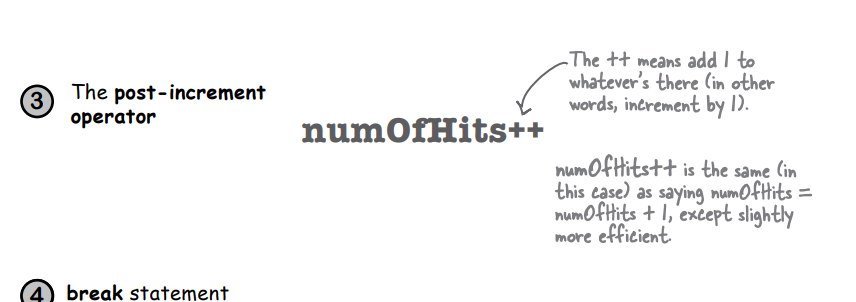 3 The post-increment
operator
numOfHits++
The ++ means add 1 to
whatever's there (in other
words, increment by 1).
numOfHits++ is the same (in
this case) as saying numOfHits =
numOfHits + 1, except slightly
more efficient.
4 break statement